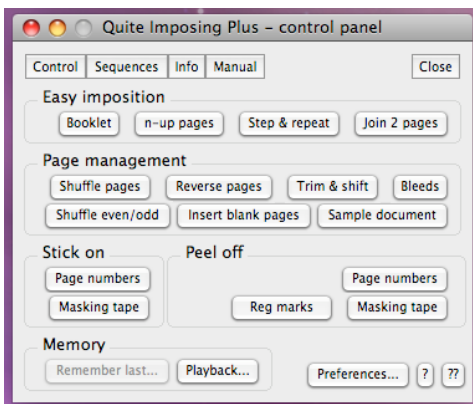 Quite Imposing Plus – control panel
Control Sequences Info Manual Close
Easy imposition
Booklet n-up pages Step & repeat Join 2 pages
Page management
Shuffle pages Reverse pages Trim & shift Bleeds
Shuffle even/odd Insert blank pages Sample document
Stick on Peel off
Page numbers Page numbers
Masking tape Reg marks Masking tape
Memory
Remember last... Playback... Preferences... ? ??